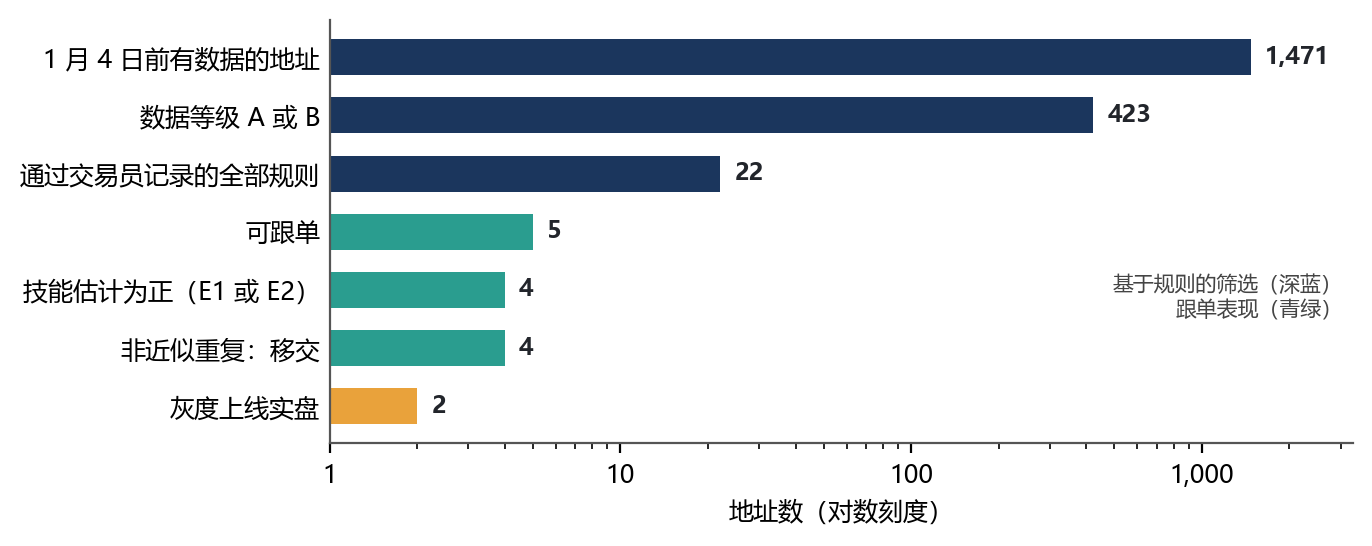 1 月 4 日前有数据的地址
1,471
数据等级 A 或 B
423
通过交易员记录的全部规则
22
可跟单
5
技能估计为正（E1 或 E2）
4
基于规则的筛选（深蓝）
跟单表现（青绿）
非近似重复：移交
4
灰度上线实盘
2
1
10
100
1,000
地址数（对数刻度）